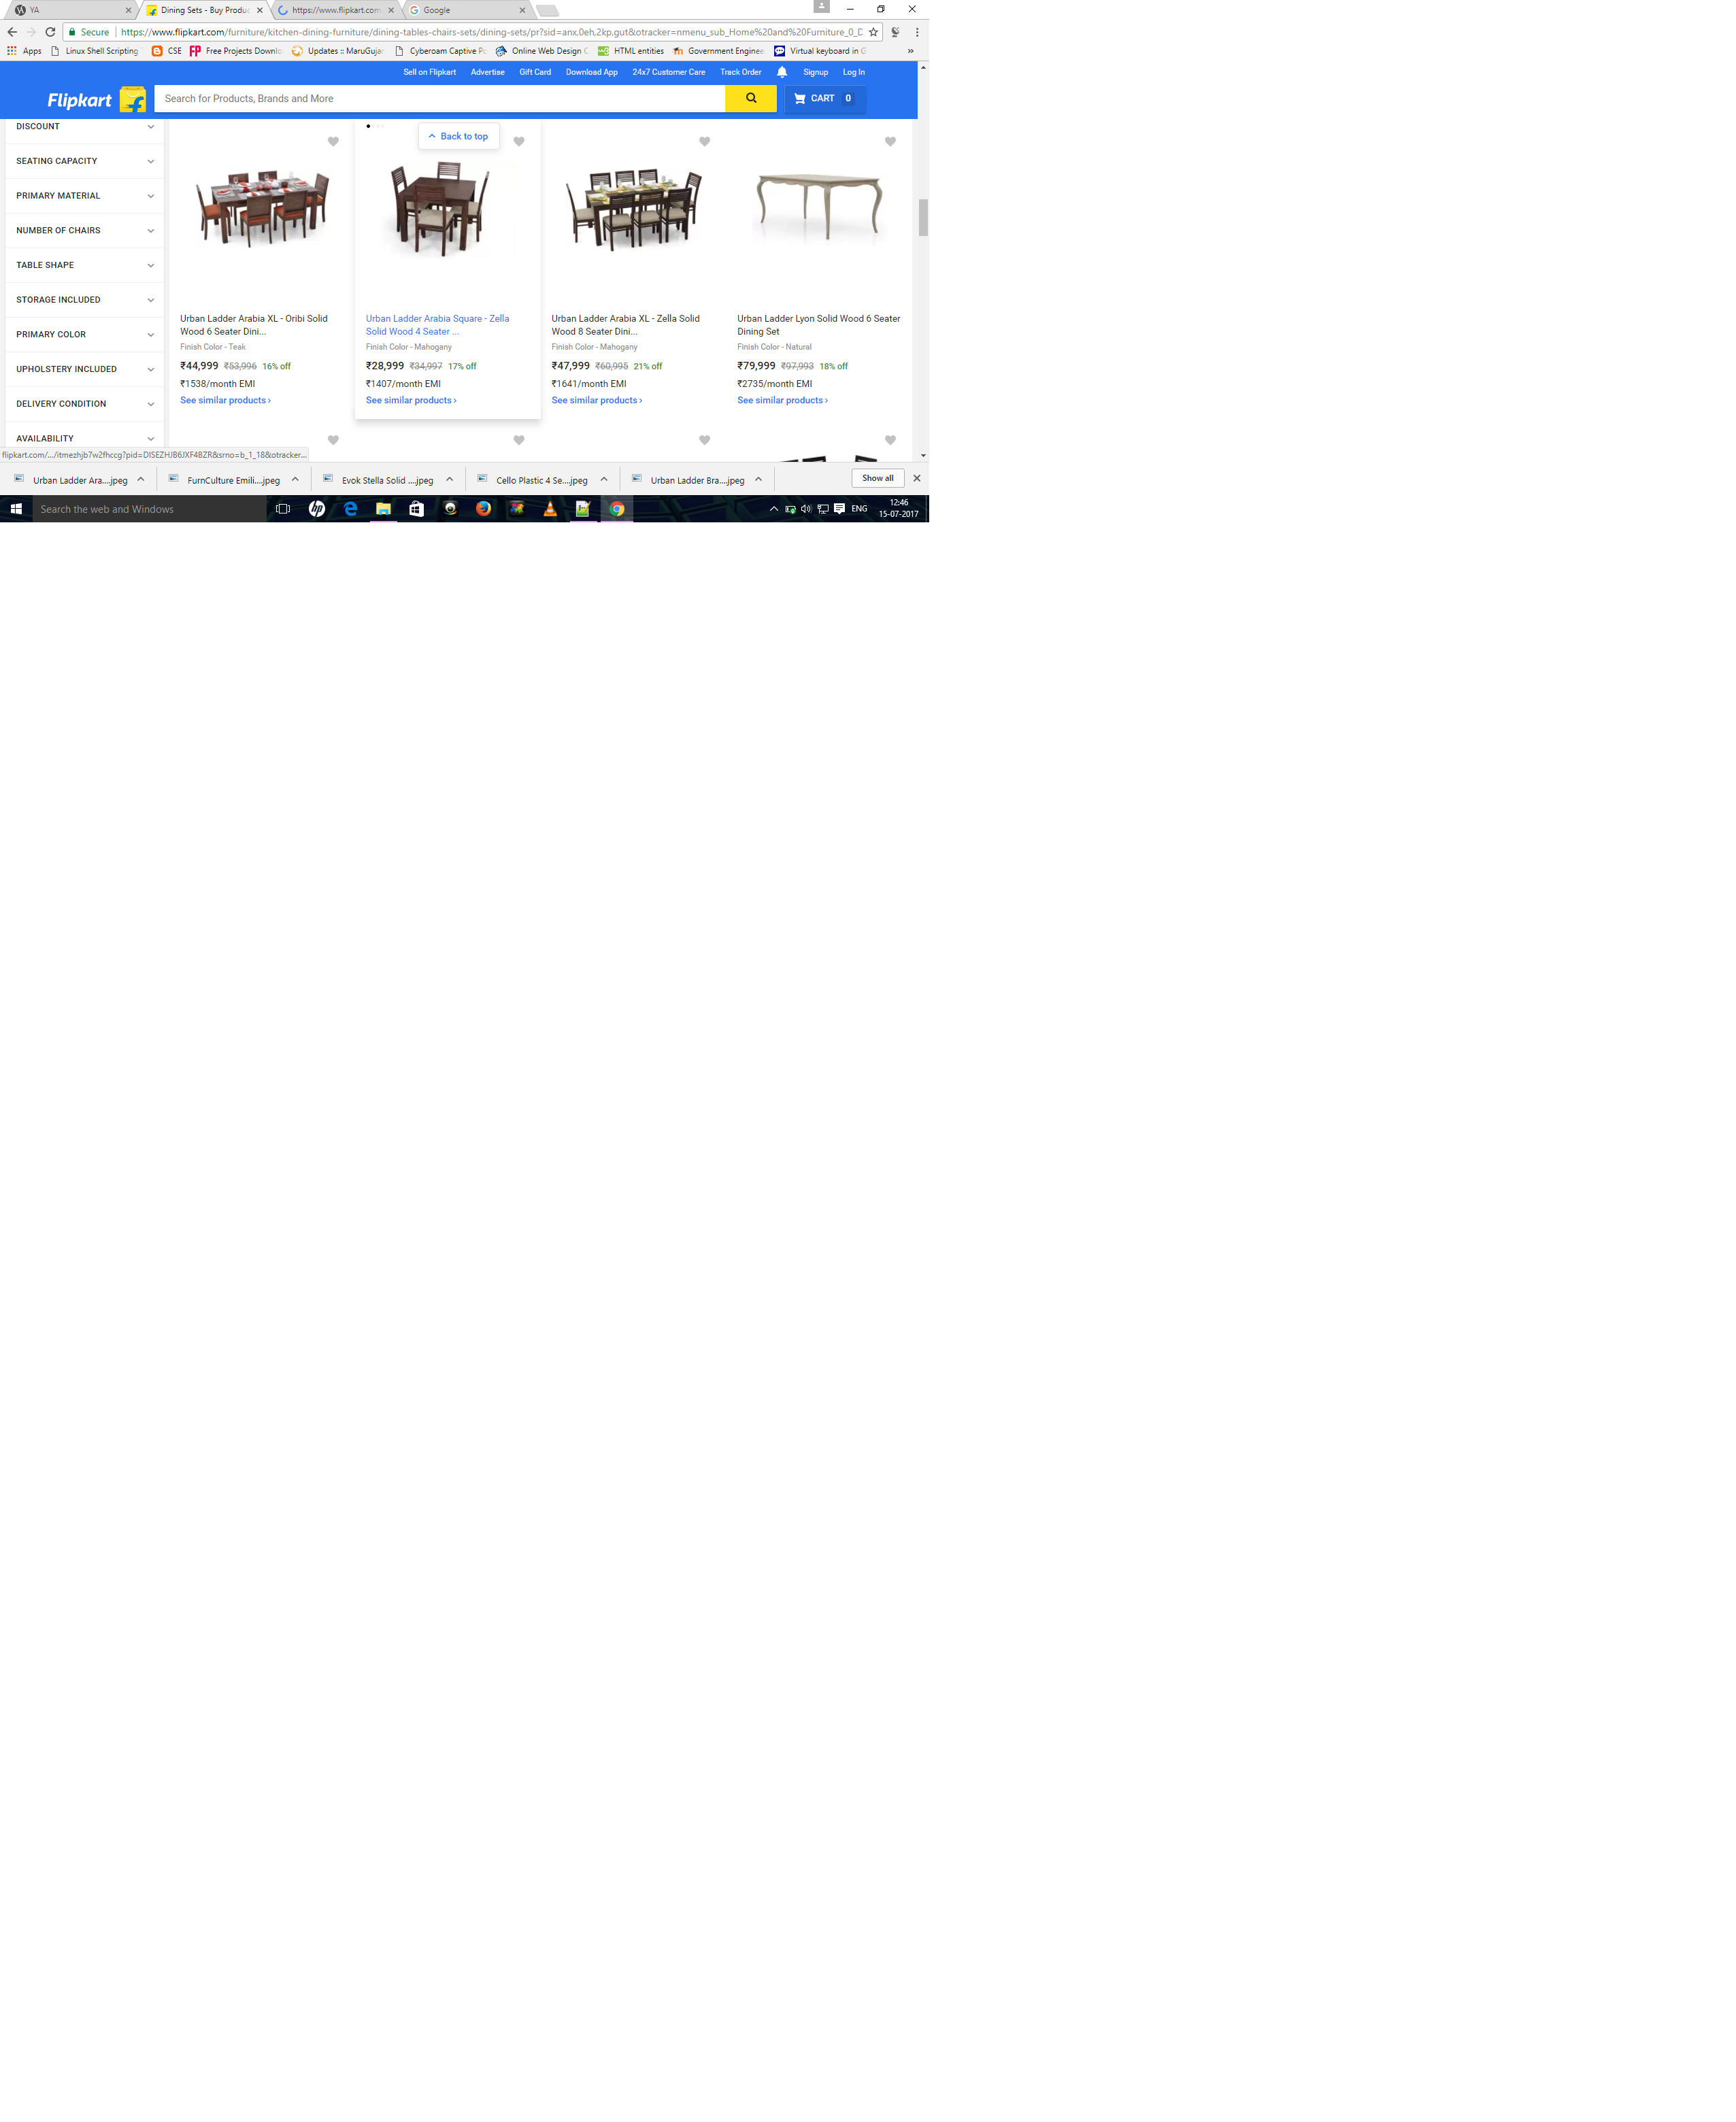 YA
Dining Sets - Buy Produc
https://www.flipkart.com
Google
Secure
https://www.flipkart.com/furniture/kitchen-dining-furniture/dining-tables-chairs-sets/dining-sets/pr?sid=anx,0eh,2kp,gut&otracker=nmenu_sub_Home%20and%20Furniture_0_D
Apps
Linux Shell Scripting
CSE
Free Projects Downlo
Updates :: MaruGujar
Cyberoam Captive Po
Online Web Design C
HTML entities
Government Enginee
Virtual keyboard in G
»
Sell on Flipkart
Advertise
Gift Card
Download App
24x7 Customer Care
Track Order
Signup
Log In
Flipkart
Search for Products, Brands and More
CART 0
DISCOUNT
SEATING CAPACITY
PRIMARY MATERIAL
NUMBER OF CHAIRS
TABLE SHAPE
STORAGE INCLUDED
PRIMARY COLOR
UPHOLSTERY INCLUDED
DELIVERY CONDITION
AVAILABILITY
Back to top
Urban Ladder Arabia XL - Oribi Solid
Wood 6 Seater Dini...
Finish Color - Teak
₹44,999 ₹53,996 16% off
₹1538/month EMI
See similar products ›
Urban Ladder Arabia Square - Zella
Solid Wood 4 Seater ...
Finish Color - Mahogany
₹28,999 ₹34,997 17% off
₹1407/month EMI
See similar products ›
Urban Ladder Arabia XL - Zella Solid
Wood 8 Seater Dini...
Finish Color - Mahogany
₹47,999 ₹60,995 21% off
₹1641/month EMI
See similar products ›
Urban Ladder Lyon Solid Wood 6 Seater
Dining Set
Finish Color - Natural
₹79,999 ₹97,993 18% off
₹2735/month EMI
See similar products ›
flipkart.com/.../itmezhjb7w2fhccg?pid=DISEZHJB6JXF4BZR&srno=b_1_18&otracker...
Urban Ladder Ara....jpeg
FurnCulture Emili....jpeg
Evok Stella Solid ....jpeg
Cello Plastic 4 Se....jpeg
Urban Ladder Bra....jpeg
Show all
Search the web and Windows
hp
ENG
12:46
15-07-2017